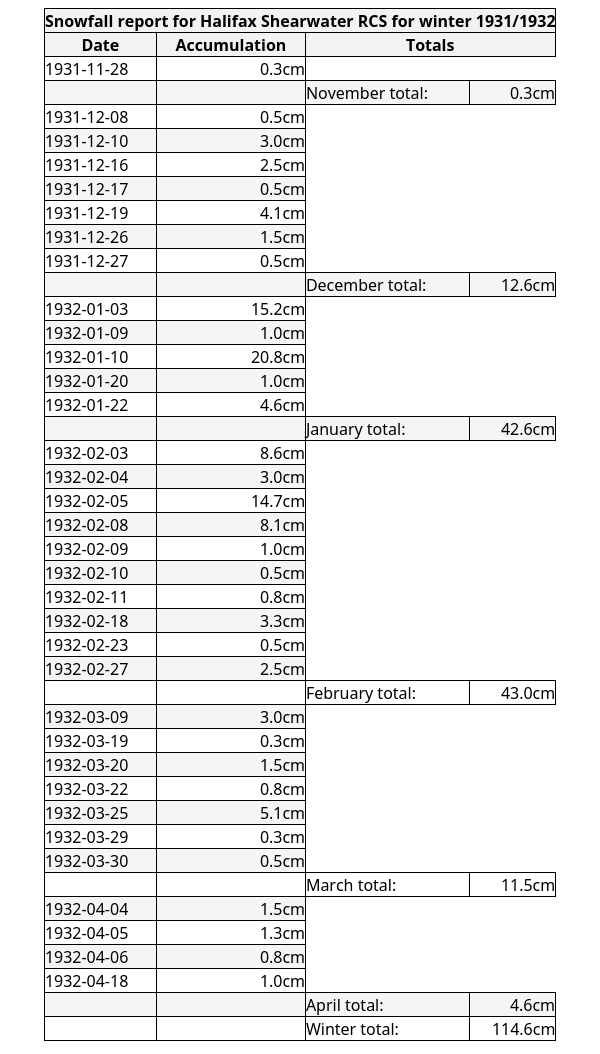 Snowfall report for Halifax Shearwater RCS for winter 1931/1932
Date Accumulation Totals
1931-11-28 0.3cm
November total: 0.3cm
1931-12-08 0.5cm
1931-12-10 3.0cm
1931-12-16 2.5cm
1931-12-17 0.5cm
1931-12-19 4.1cm
1931-12-26 1.5cm
1931-12-27 0.5cm
December total: 12.6cm
1932-01-03 15.2cm
1932-01-09 1.0cm
1932-01-10 20.8cm
1932-01-20 1.0cm
1932-01-22 4.6cm
January total: 42.6cm
1932-02-03 8.6cm
1932-02-04 3.0cm
1932-02-05 14.7cm
1932-02-08 8.1cm
1932-02-09 1.0cm
1932-02-10 0.5cm
1932-02-11 0.8cm
1932-02-18 3.3cm
1932-02-23 0.5cm
1932-02-27 2.5cm
February total: 43.0cm
1932-03-09 3.0cm
1932-03-19 0.3cm
1932-03-20 1.5cm
1932-03-22 0.8cm
1932-03-25 5.1cm
1932-03-29 0.3cm
1932-03-30 0.5cm
March total: 11.5cm
1932-04-04 1.5cm
1932-04-05 1.3cm
1932-04-06 0.8cm
1932-04-18 1.0cm
April total: 4.6cm
Winter total: 114.6cm